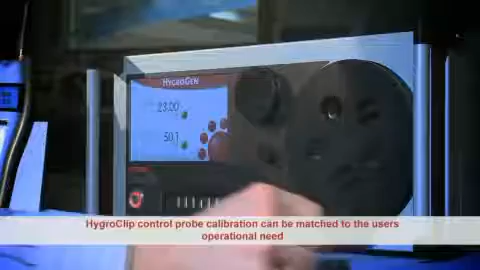 HYGROGEN
23.00
50.1
HygroClip control probe calibration can be matched to the users
operational need